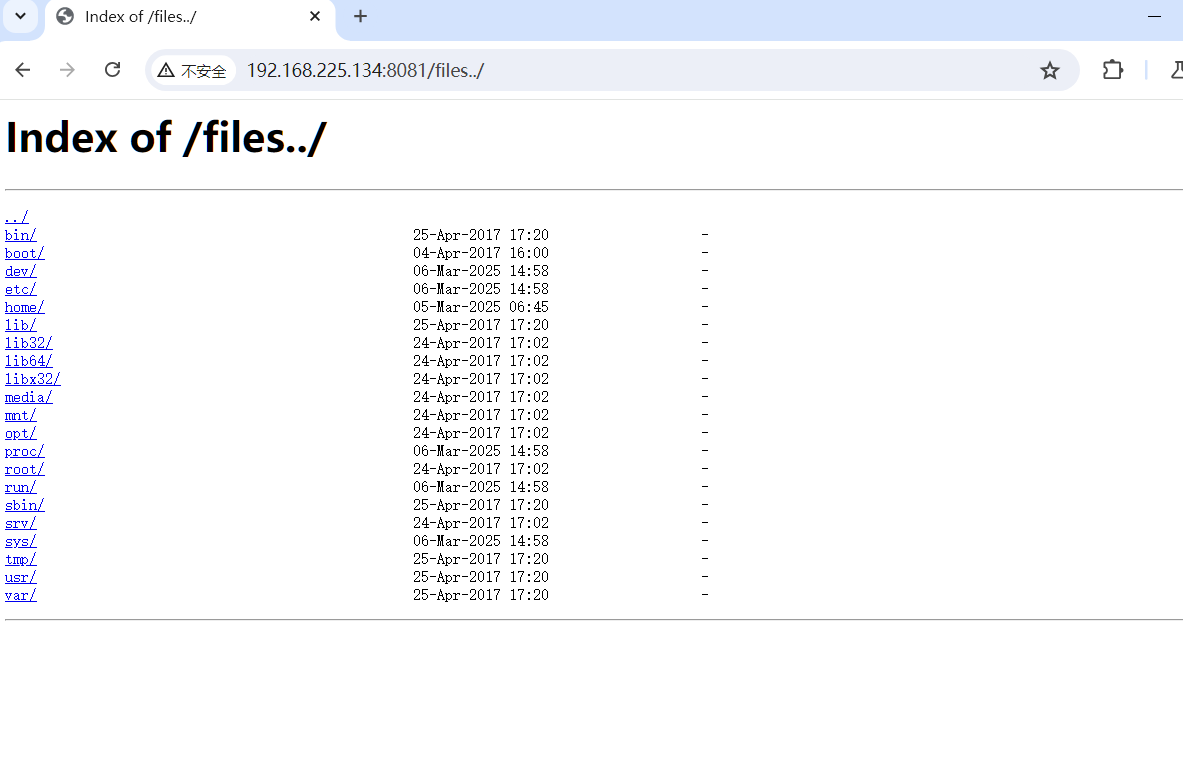 Index of /files../
不安全 192.168.225.134:8081/files../
Index of /files../
../
bin/ 25-Apr-2017 17:20 -
boot/ 04-Apr-2017 16:00 -
dev/ 06-Mar-2025 14:58 -
etc/ 06-Mar-2025 14:58 -
home/ 05-Mar-2025 06:45 -
lib/ 25-Apr-2017 17:20 -
lib32/ 24-Apr-2017 17:02 -
lib64/ 24-Apr-2017 17:02 -
libx32/ 24-Apr-2017 17:02 -
media/ 24-Apr-2017 17:02 -
mnt/ 24-Apr-2017 17:02 -
opt/ 24-Apr-2017 17:02 -
proc/ 06-Mar-2025 14:58 -
root/ 24-Apr-2017 17:02 -
run/ 06-Mar-2025 14:58 -
sbin/ 25-Apr-2017 17:20 -
srv/ 24-Apr-2017 17:02 -
sys/ 06-Mar-2025 14:58 -
tmp/ 25-Apr-2017 17:20 -
usr/ 25-Apr-2017 17:20 -
var/ 25-Apr-2017 17:20 -